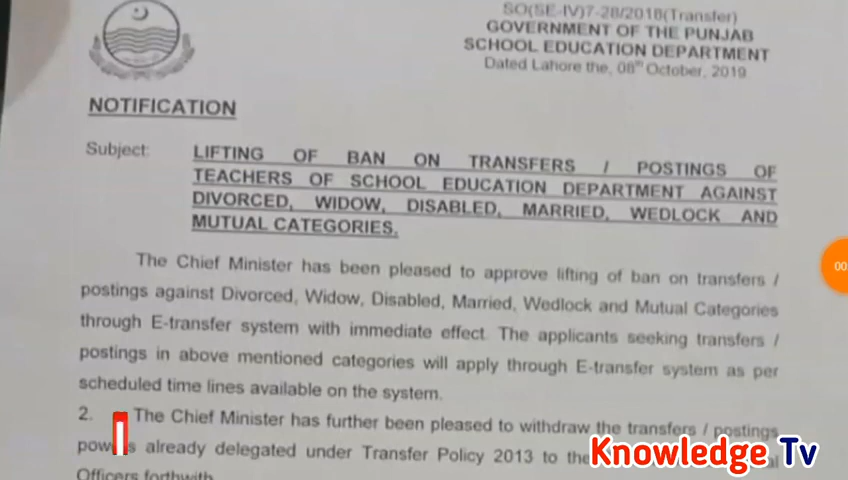 SO(SE-IV)7-28/2018(Transfer)
GOVERNMENT OF THE PUNJAB
SCHOOL EDUCATION DEPARTMENT
Dated Lahore the, 08th October, 2019
NOTIFICATION
Subject: LIFTING OF BAN ON TRANSFERS / POSTINGS OF
TEACHERS OF SCHOOL EDUCATION DEPARTMENT AGAINST
DIVORCED, WIDOW, DISABLED, MARRIED, WEDLOCK AND
MUTUAL CATEGORIES.
The Chief Minister has been pleased to approve lifting of ban on transfers /
postings against Divorced, Widow, Disabled, Married, Wedlock and Mutual Categories
through E-transfer system with immediate effect. The applicants seeking transfers /
postings in above mentioned categories will apply through E-transfer system as per
scheduled time lines available on the system.
2. The Chief Minister has further been pleased to withdraw the transfers / postings
already delegated under Transfer Policy 2013 to the
Officers forthwith
Knowledge Tv
00